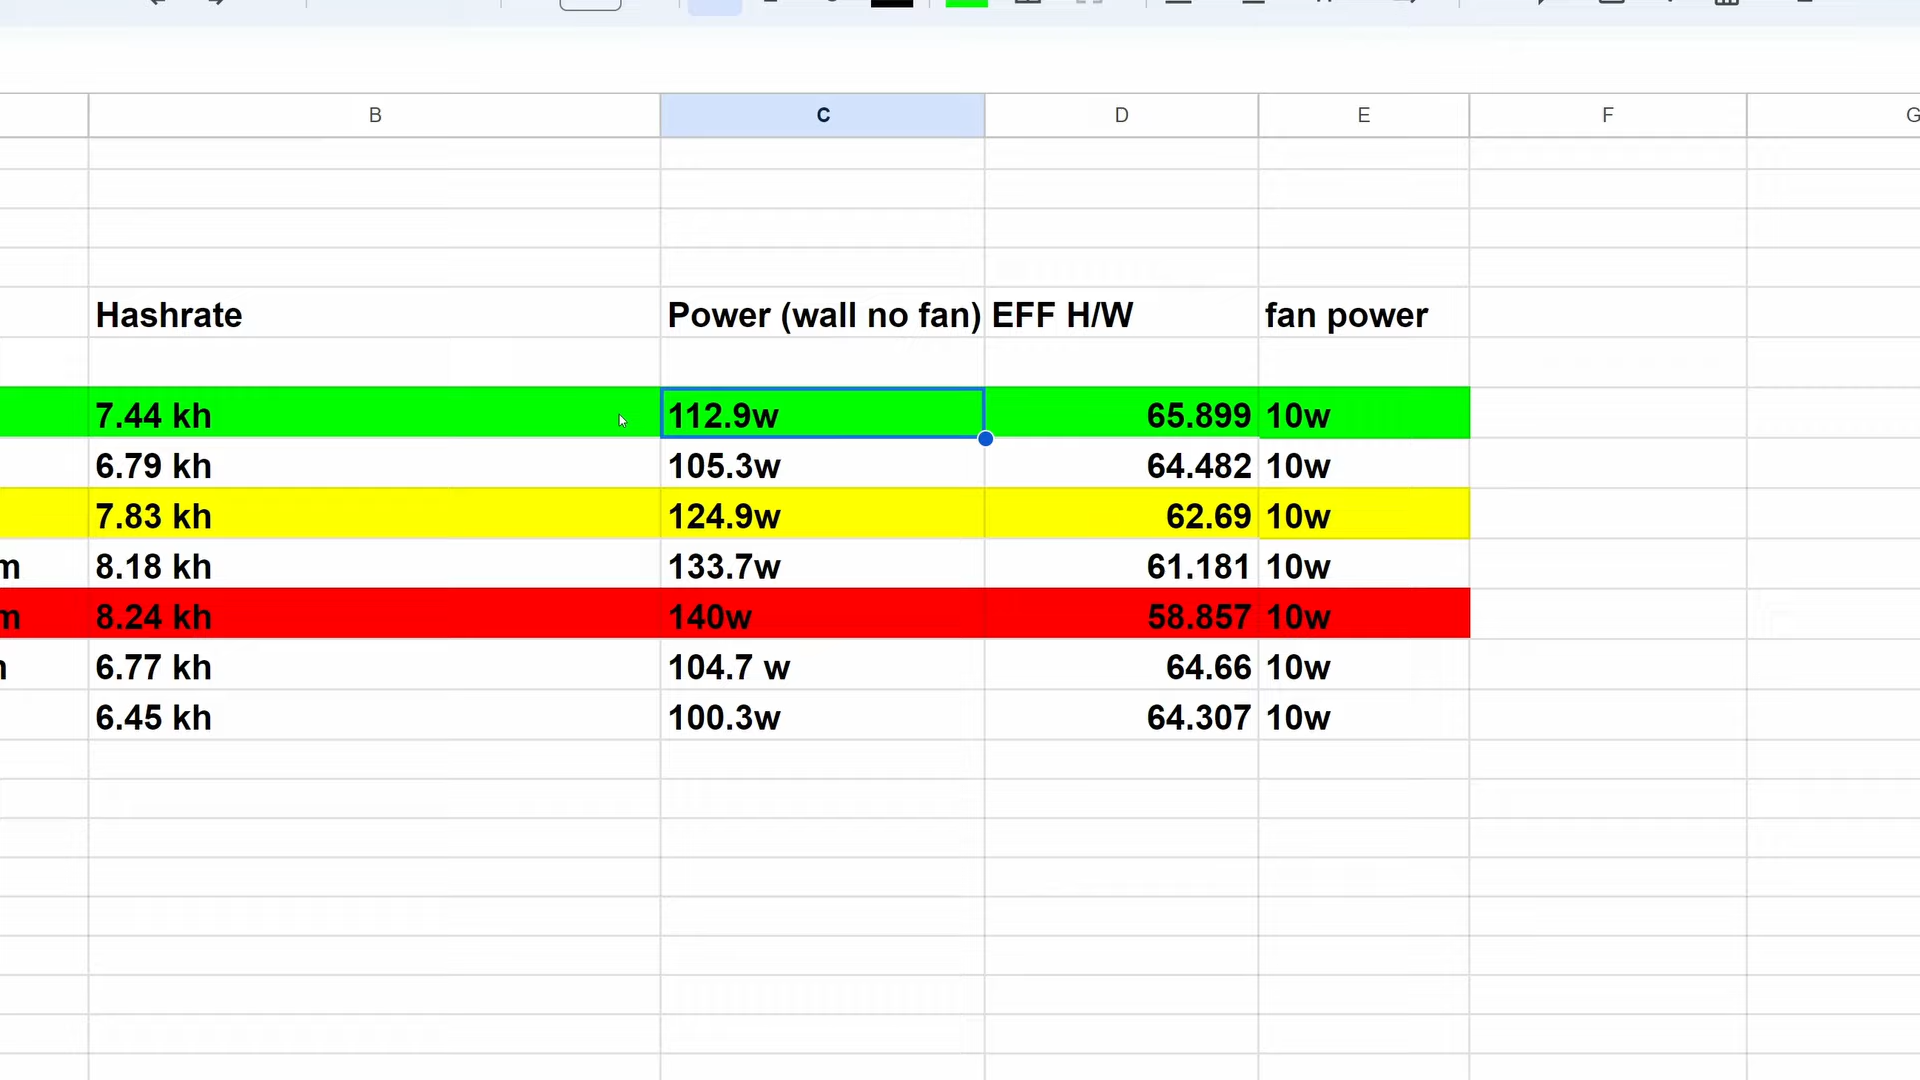 B C D E F G
Hashrate Power (wall no fan) EFF H/W fan power
7.44 kh 112.9w 65.899 10w
6.79 kh 105.3w 64.482 10w
7.83 kh 124.9w 62.69 10w
m 8.18 kh 133.7w 61.181 10w
m 8.24 kh 140w 58.857 10w
6.77 kh 104.7 w 64.66 10w
6.45 kh 100.3w 64.307 10w